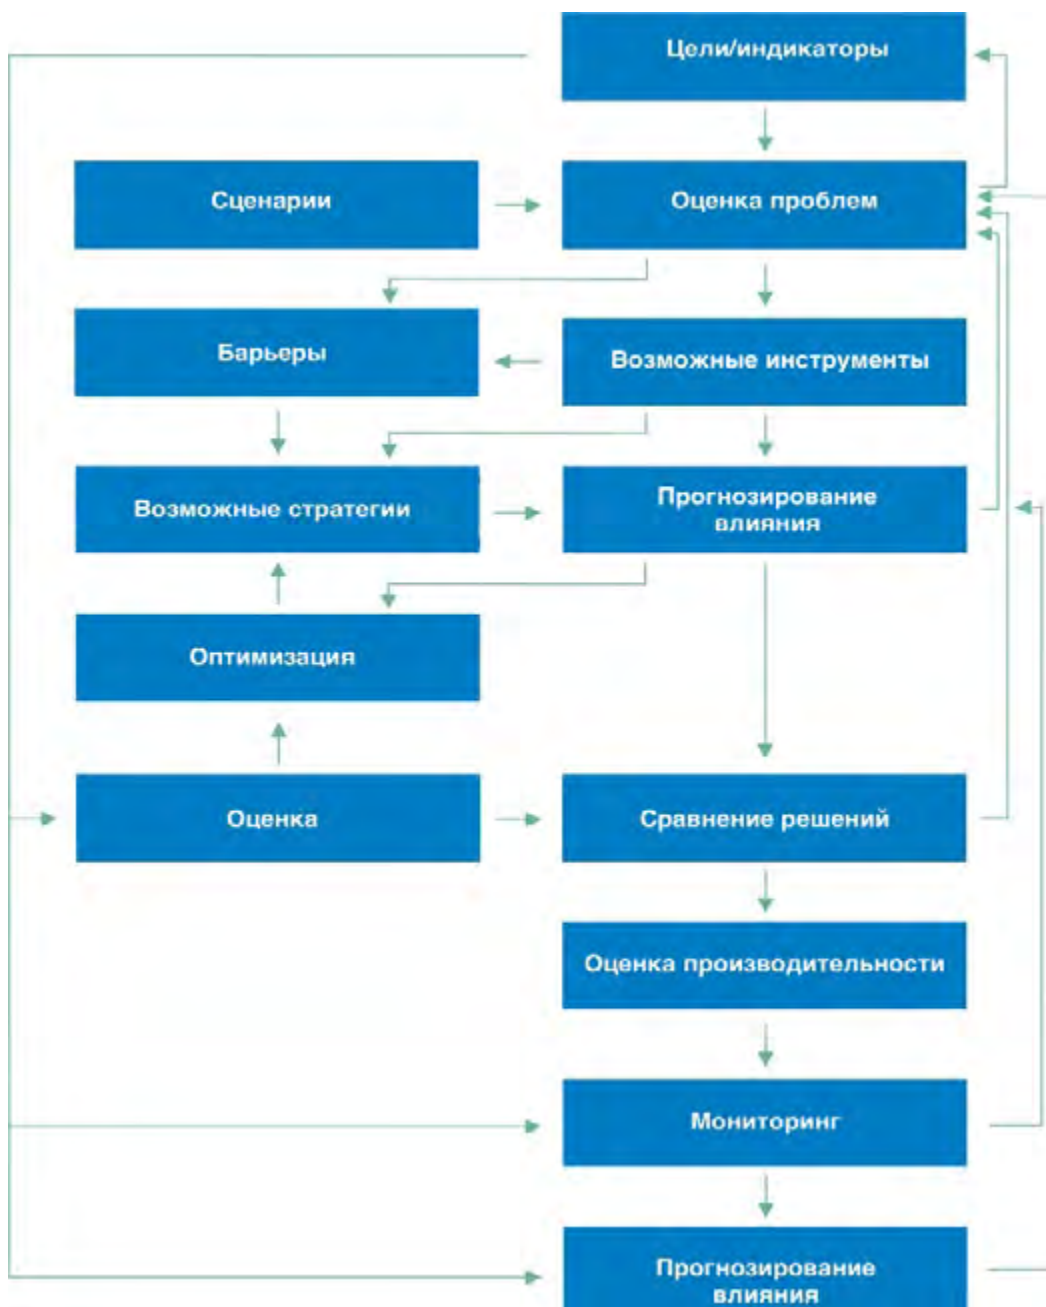 Цели/индикаторы
Сценарии
Оценка проблем
Барьеры
Возможные инструменты
Возможные стратегии
Прогнозирование
влияния
Оптимизация
Оценка
Сравнение решений
Оценка производительности
Мониторинг
Прогнозирование
влияния